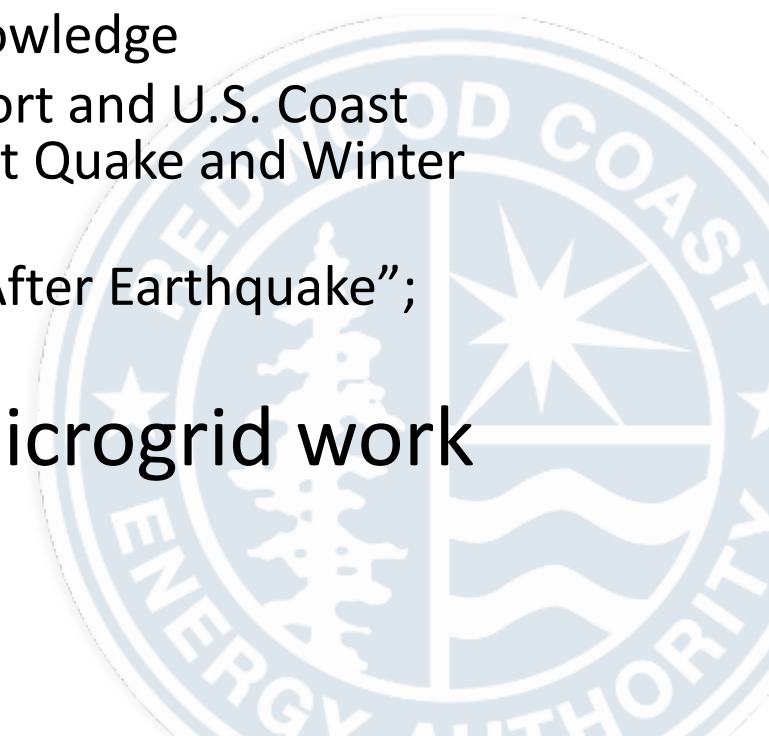 owledge
ort and U.S. Coast
t Quake and Winter
After Earthquake”;
icrogrid work
REDWOOD COAST
ENERGY AUTHORITY